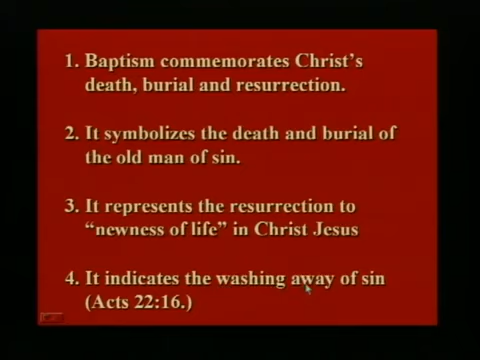 1. Baptism commemorates Christ's
death, burial and resurrection.
2. It symbolizes the death and burial of
the old man of sin.
3. It represents the resurrection to
“newness of life” in Christ Jesus
4. It indicates the washing away of sin
(Acts 22:16.)